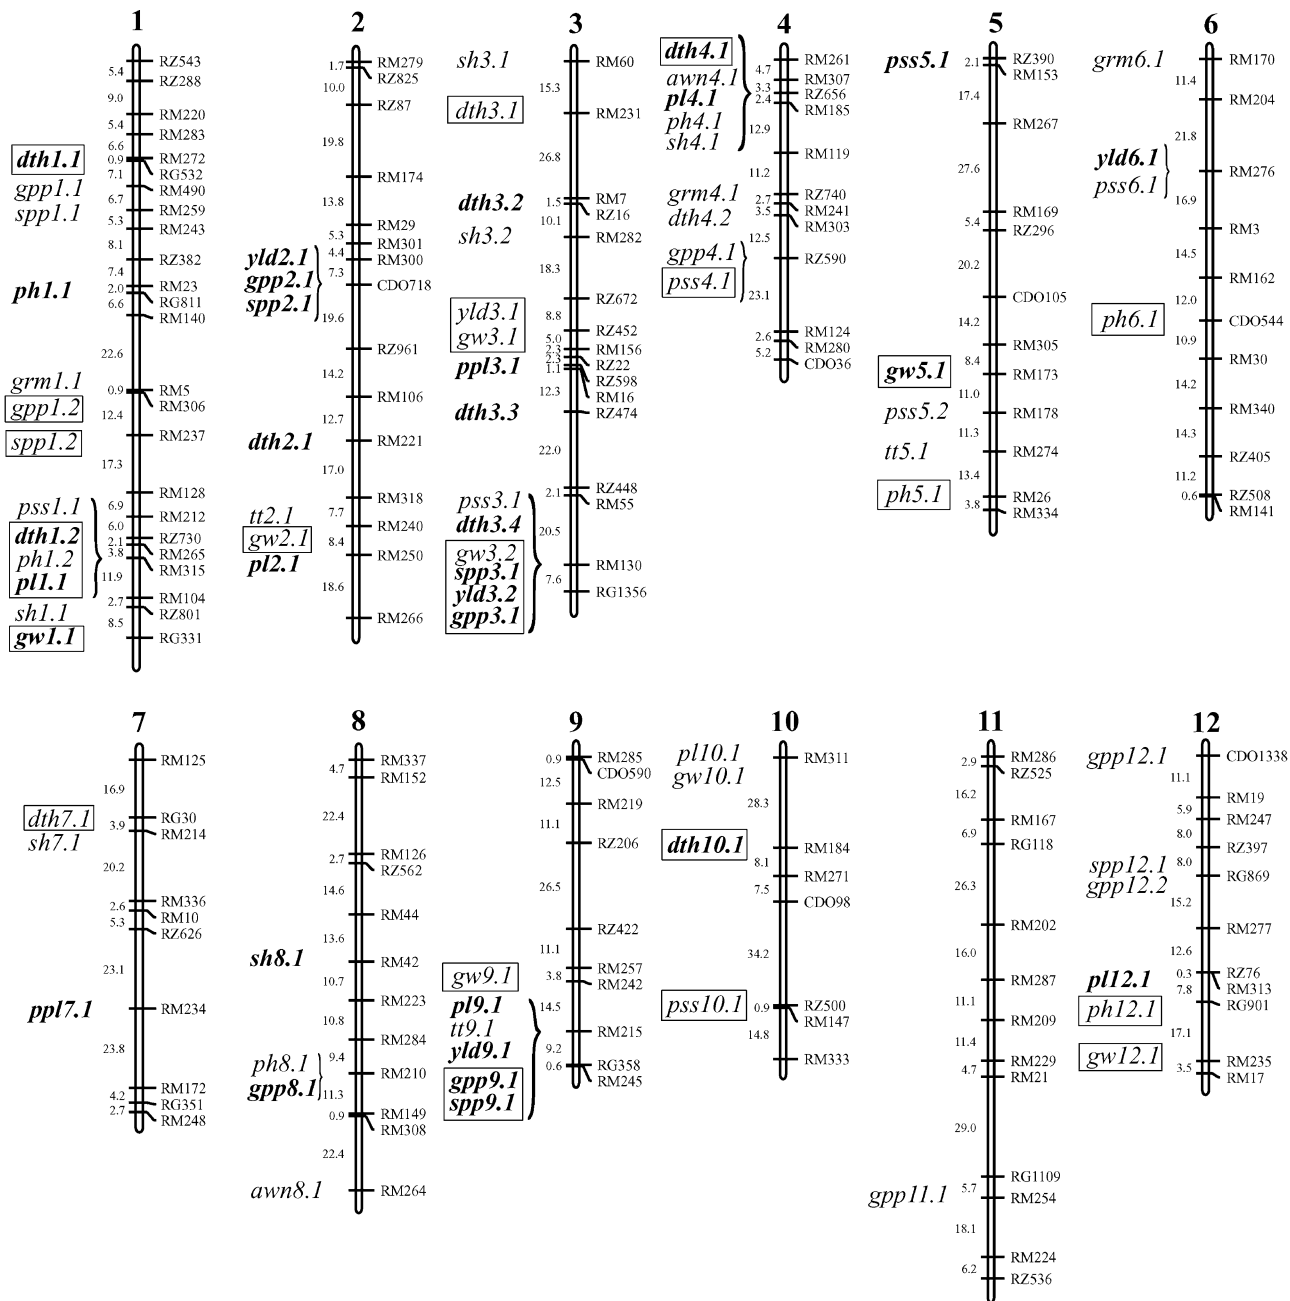 1
RZ543
5.4
RZ288
9.0
RM220
5.4
RM283
6.6
dth1.1
RM272
0.9
RG532
7.1
gpp1.1
RM490
6.7
spp1.1
RM259
5.3
RM243
8.1
RZ382
7.4
ph1.1
RM23
2.0
RG811
6.6
RM140
22.6
grm1.1
RM5
0.9
RM306
gpp1.2
12.4
spp1.2
RM237
17.3
RM128
pss1.1
6.9
RM212
6.0
dth1.2
RZ730
2.1
RM265
ph1.2
3.8
RM315
pl1.1
11.9
RM104
2.7
sh1.1
RZ801
8.5
gw1.1
RG331
2
RM279
1.7
RZ825
10.0
RZ87
19.8
RM174
13.8
RM29
5.3
RM301
yld2.1
4.4
RM300
gpp2.1
7.3
CDO718
spp2.1
19.6
RZ961
14.2
RM106
12.7
dth2.1
RM221
17.0
RM318
7.7
tt2.1
RM240
gw2.1
8.4
RM250
pl2.1
18.6
RM266
3
sh3.1
RM60
15.3
dth3.1
RM231
26.8
dth3.2
RM7
1.5
RZ16
10.1
sh3.2
RM282
18.3
RZ672
yld3.1
8.8
RZ452
gw3.1
5.0
RM156
2.3
ppl3.1
2.3
RZ22
1.1
RZ598
12.3
RM16
dth3.3
RZ474
22.0
RZ448
pss3.1
2.1
RM55
dth3.4
20.5
gw3.2
RM130
spp3.1
7.6
yld3.2
RG1356
gpp3.1
4
dth4.1
RM261
4.7
awn4.1
RM307
3.3
pl4.1
RZ656
2.4
RM185
ph4.1
12.9
sh4.1
RM119
11.2
grm4.1
RZ740
2.7
RM241
dth4.2
3.5
RM303
12.5
gpp4.1
RZ590
pss4.1
23.1
RM124
2.6
RM280
5.2
CDO36
5
pss5.1
RZ390
2.1
RM153
17.4
RM267
27.6
RM169
5.4
RZ296
20.2
CDO105
14.2
RM305
8.4
gw5.1
RM173
11.0
pss5.2
RM178
11.3
tt5.1
RM274
13.4
ph5.1
RM26
3.8
RM334
6
grm6.1
RM170
11.4
RM204
21.8
yld6.1
RM276
pss6.1
16.9
RM3
14.5
RM162
12.0
ph6.1
CDO544
10.9
RM30
14.2
RM340
14.3
RZ405
11.2
RZ508
0.6
RM141
7
RM125
16.9
dth7.1
RG30
3.9
RM214
sh7.1
20.2
RM336
2.6
RM10
5.3
RZ626
23.1
ppl7.1
RM234
23.8
RM172
4.2
RG351
2.7
RM248
8
RM337
4.7
RM152
22.4
RM126
2.7
RZ562
14.6
RM44
13.6
sh8.1
RM42
10.7
RM223
10.8
RM284
ph8.1
9.4
RM210
gpp8.1
11.3
RM149
0.9
RM308
22.4
awn8.1
RM264
9
RM285
0.9
CDO590
12.5
RM219
11.1
RZ206
26.5
RZ422
11.1
gw9.1
RM257
3.8
RM242
pl9.1
14.5
tt9.1
RM215
yld9.1
9.2
RG358
0.6
gpp9.1
RM245
spp9.1
10
pl10.1
RM311
gw10.1
28.3
dth10.1
RM184
8.1
RM271
7.5
CDO98
34.2
pss10.1
RZ500
0.9
RM147
14.8
RM333
11
RM286
2.9
RZ525
16.2
RM167
6.9
RG118
26.3
RM202
16.0
RM287
11.1
RM209
11.4
RM229
4.7
RM21
29.0
RG1109
5.7
gpp11.1
RM254
18.1
RM224
6.2
RZ536
12
gpp12.1
CDO1338
11.1
RM19
5.9
RM247
8.0
RZ397
spp12.1
8.0
RG869
gpp12.2
15.2
RM277
12.6
RZ76
pl12.1
0.3
RM313
7.8
ph12.1
RG901
17.1
gw12.1
RM235
3.5
RM17